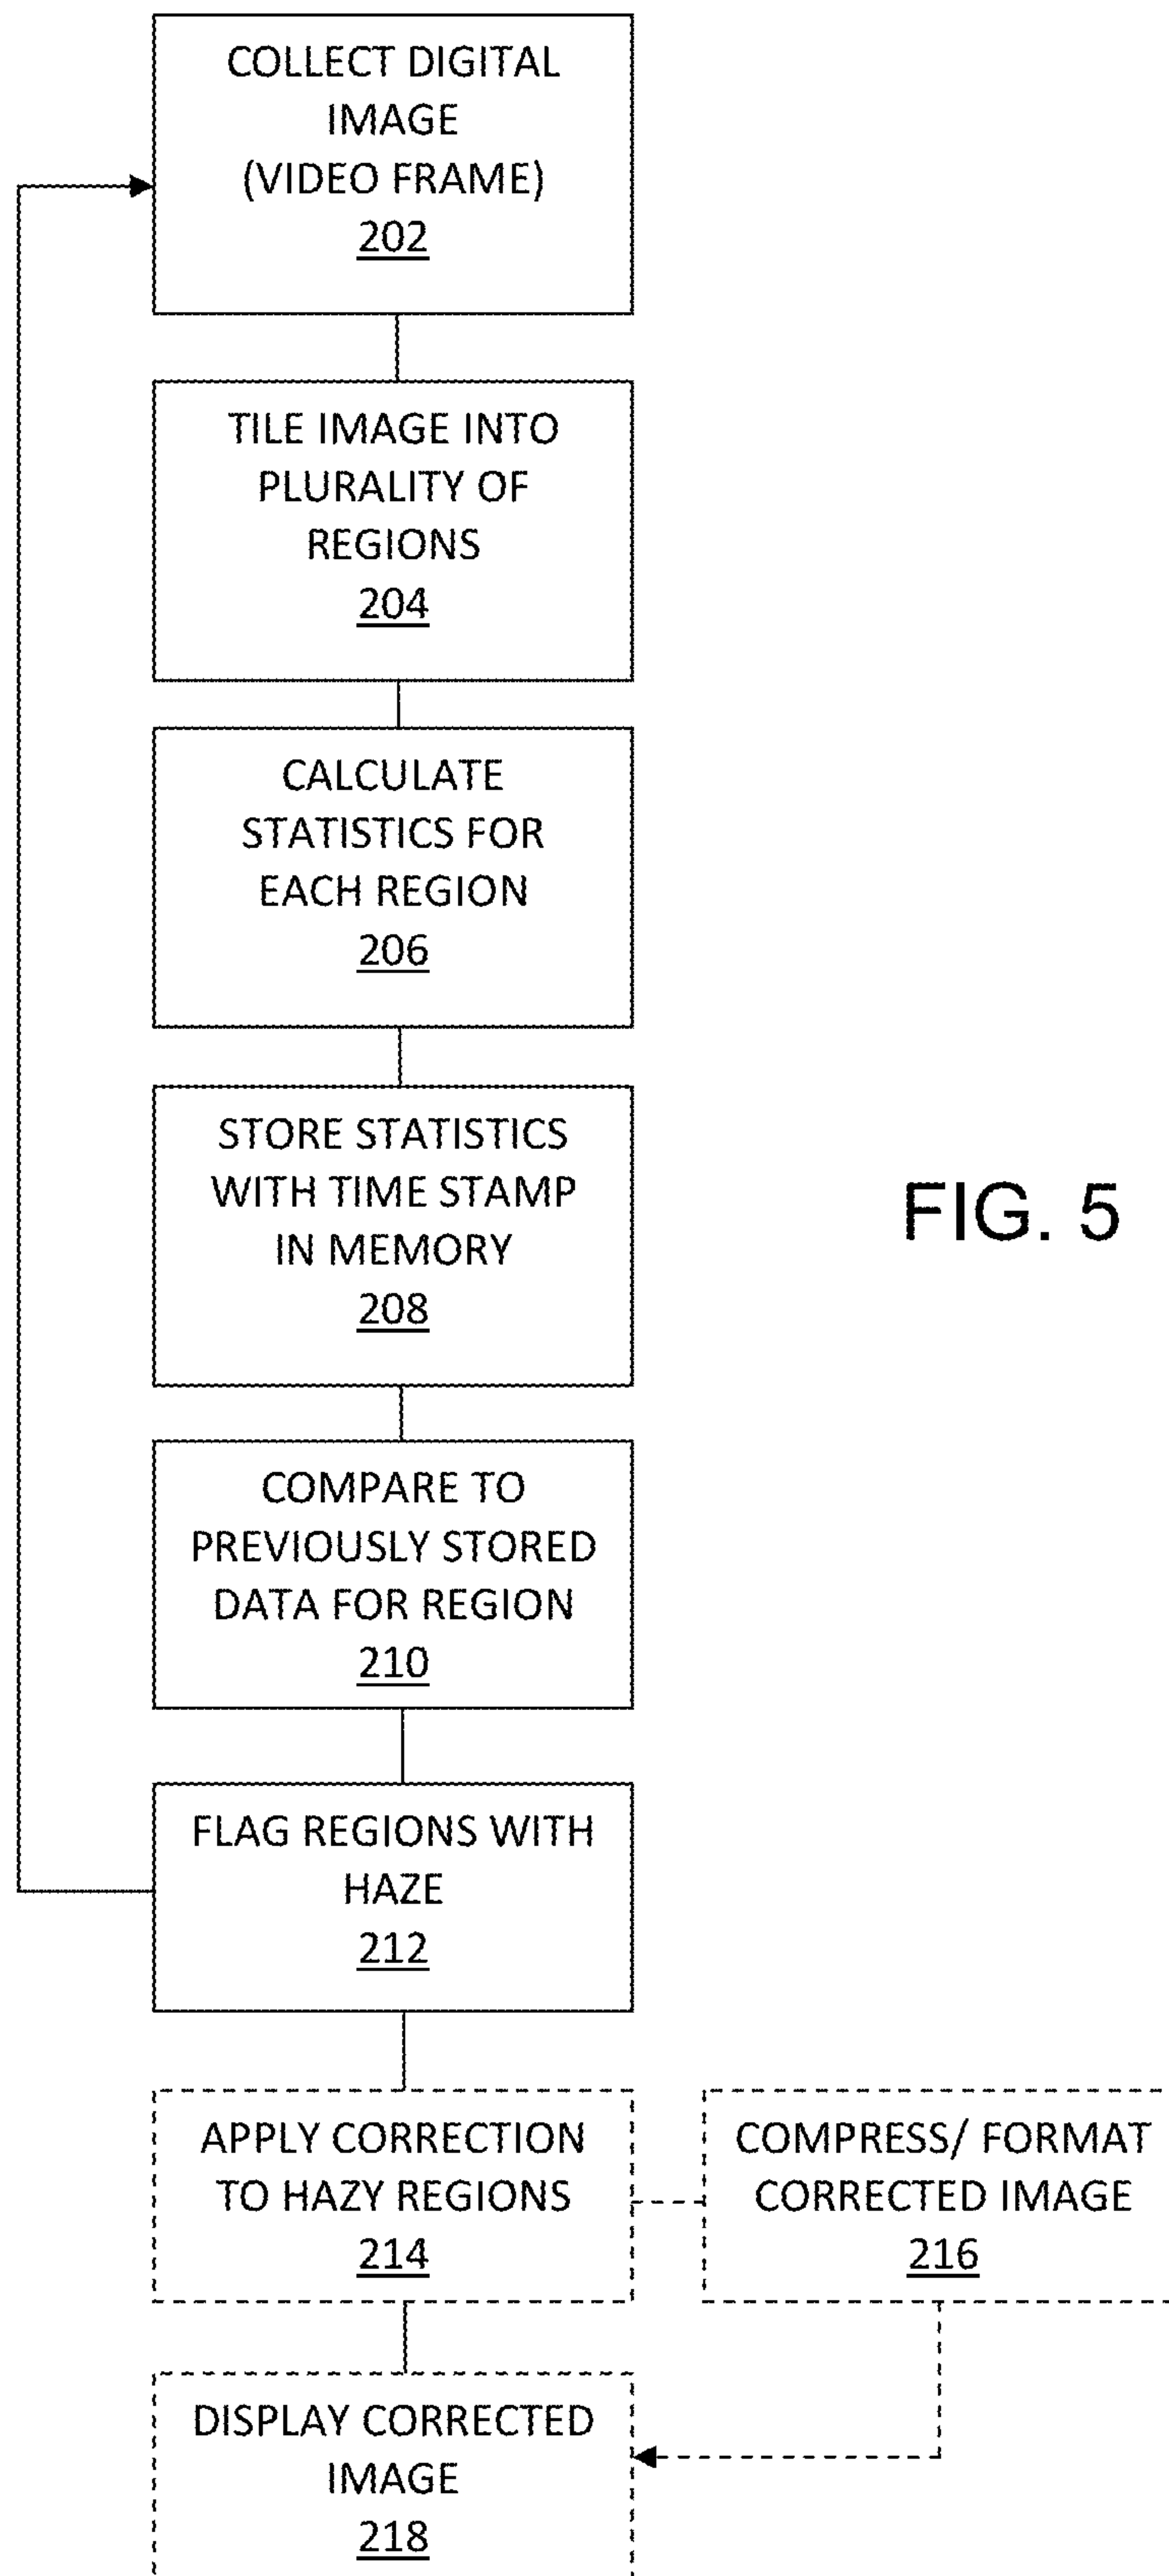 COLLECT DIGITAL
IMAGE
(VIDEO FRAME)
202
TILE IMAGE INTO
PLURALITY OF
REGIONS
204
CALCULATE
STATISTICS FOR
EACH REGION
206
STORE STATISTICS
WITH TIME STAMP
IN MEMORY
208
FIG. 5
COMPARE TO
PREVIOUSLY STORED
DATA FOR REGION
210
FLAG REGIONS WITH
HAZE
212
APPLY CORRECTION
TO HAZY REGIONS
214
COMPRESS/ FORMAT
CORRECTED IMAGE
216
DISPLAY CORRECTED
IMAGE
218